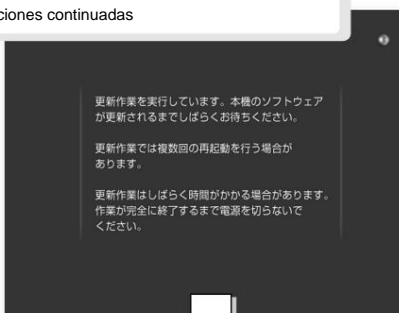 ciones continuadas
更新作業を実行しています。本機のソフトウェア
が更新されるまでしばらくお待ちください。
更新作業では複数回の再起動を行う場合が
あります。
更新作業はしばらく時間がかかる場合があります。
作業が完全に終了するまで電源を切らないで
ください。